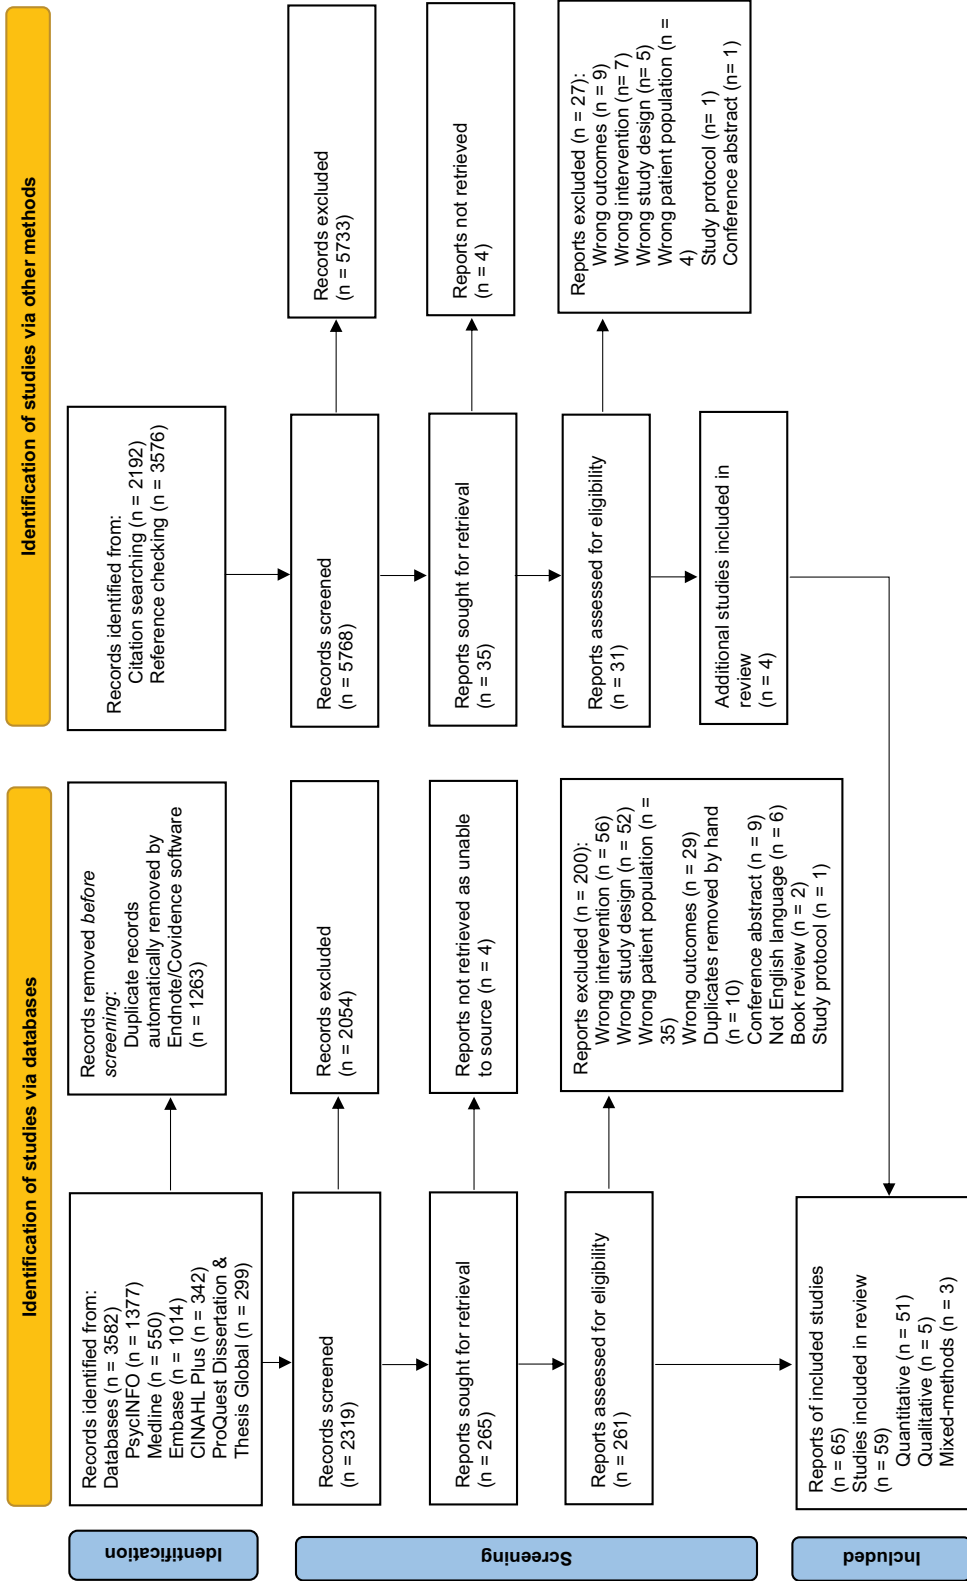 Identification of studies via databases
Identification of studies via other methods
Identification
Records identified from:
Databases (n = 3582)
PsycINFO (n = 1377)
Medline (n = 550)
Embase (n = 1014)
CINAHL Plus (n = 342)
ProQuest Dissertation &
Thesis Global (n = 299)
Records removed before
screening:
Duplicate records
automatically removed by
Endnote/Covidence software
(n = 1263)
Records identified from:
Citation searching (n = 2192)
Reference checking (n = 3576)
Screening
Records screened
(n = 2319)
Records excluded
(n = 2054)
Records screened
(n = 5768)
Records excluded
(n = 5733)
Reports sought for retrieval
(n = 265)
Reports not retrieved as unable
to source (n = 4)
Reports sought for retrieval
(n = 35)
Reports not retrieved
(n = 4)
Reports assessed for eligibility
(n = 261)
Reports excluded (n = 200):
Wrong intervention (n = 56)
Wrong study design (n = 52)
Wrong patient population (n =
35)
Wrong outcomes (n = 29)
Duplicates removed by hand
(n = 10)
Conference abstract (n = 9)
Not English language (n = 6)
Book review (n = 2)
Study protocol (n = 1)
Reports assessed for eligibility
(n = 31)
Reports excluded (n = 27):
Wrong outcomes (n = 9)
Wrong intervention (n= 7)
Wrong study design (n= 5)
Wrong patient population (n =
4)
Study protocol (n= 1)
Conference abstract (n= 1)
Additional studies included in
review
(n = 4)
Included
Reports of included studies
(n = 65)
Studies included in review
(n = 59)
Quantitative (n = 51)
Qualitative (n = 5)
Mixed-methods (n = 3)